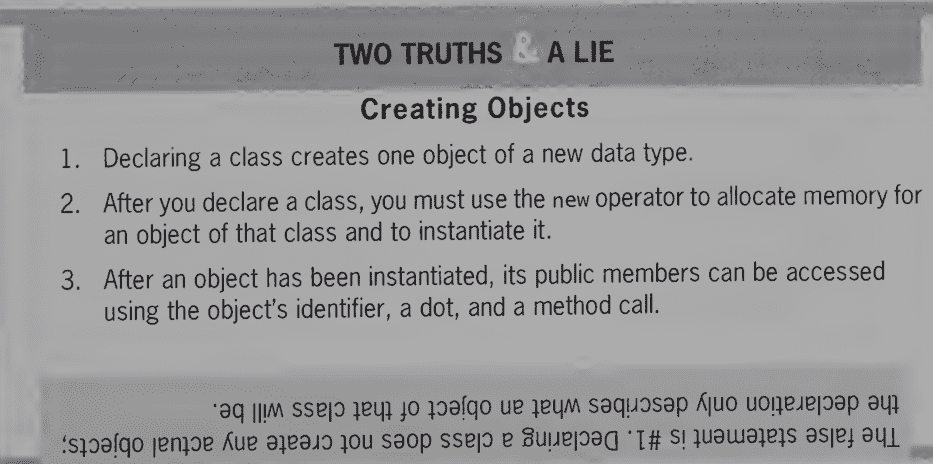 TWO TRUTHS & A LIE
Creating Objects
1. Declaring a class creates one object of a new data type.
2. After you declare a class, you must use the new operator to allocate memory for
an object of that class and to instantiate it.
3. After an object has been instantiated, its public members can be accessed
using the object's identifier, a dot, and a method call.
The false statement is #1. Declaring a class does not create any actual objects;
the declaration only describes what an object of that class will be.